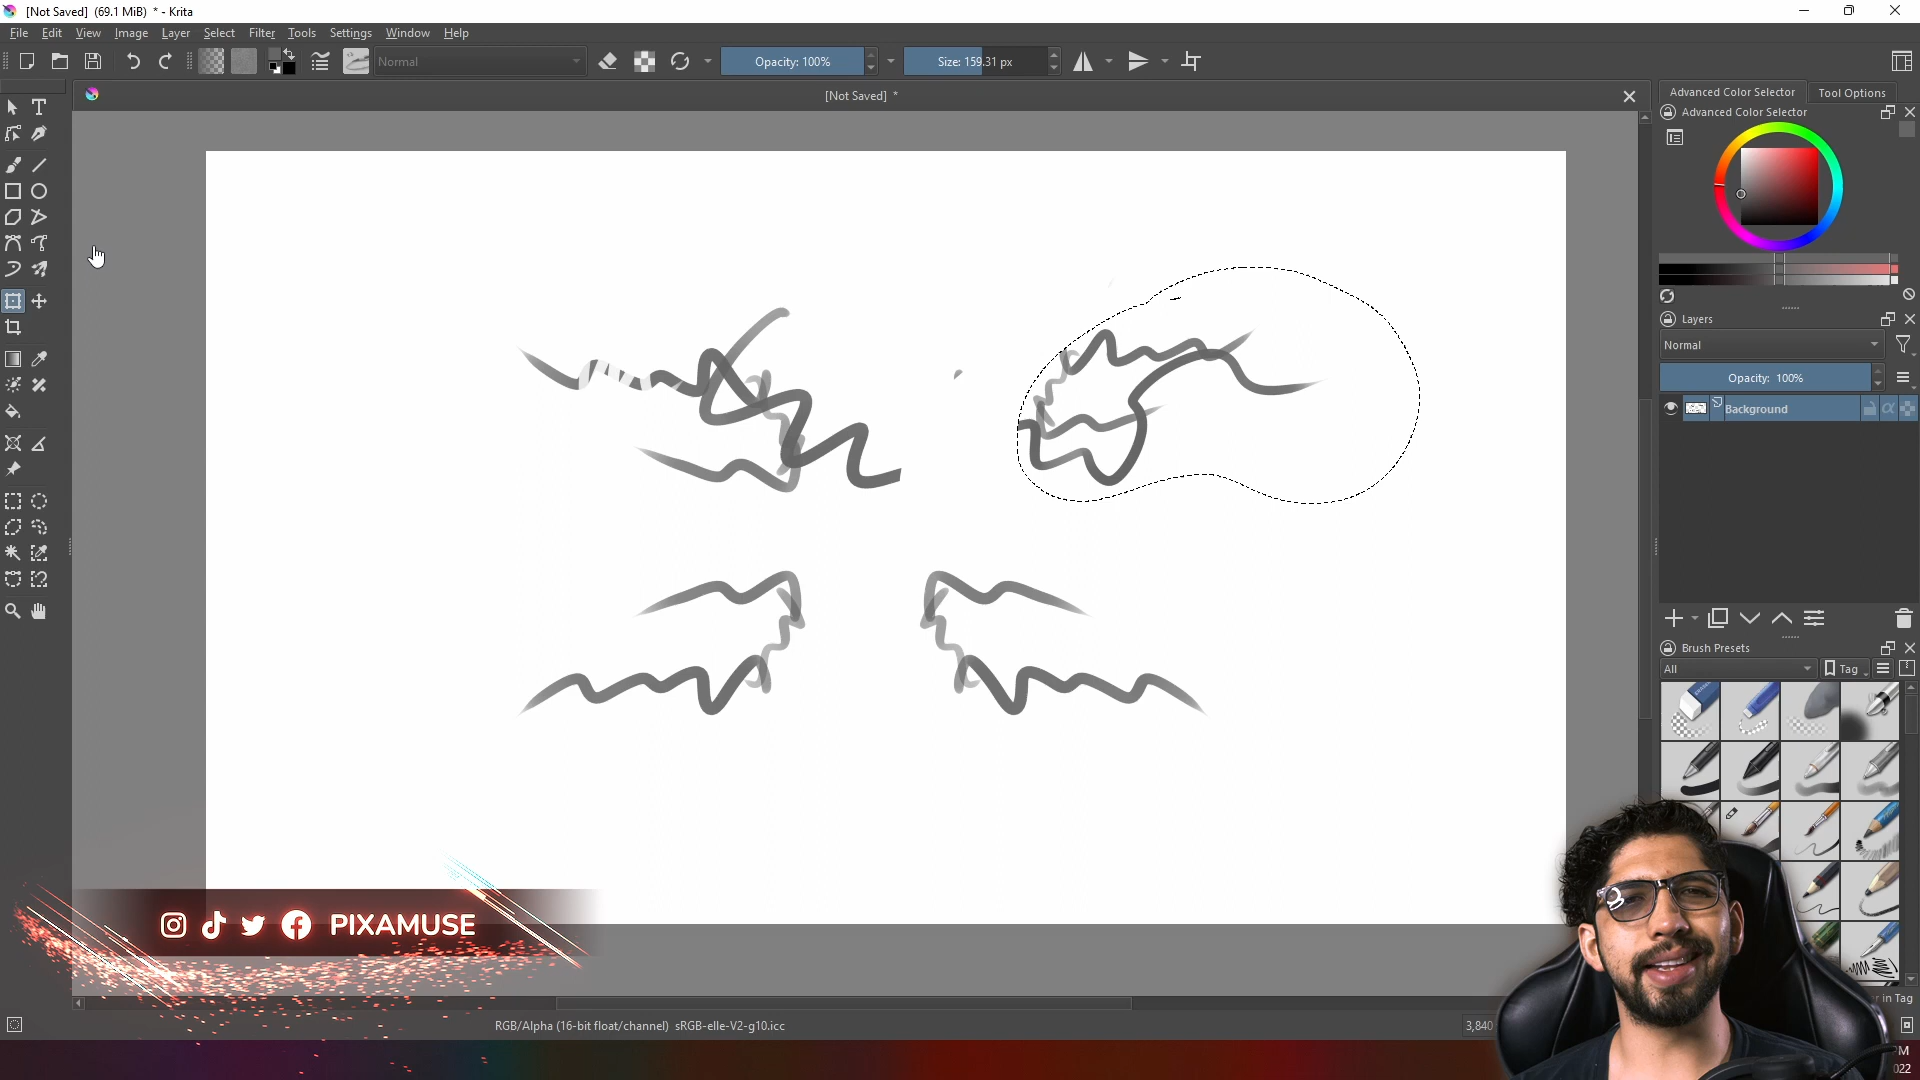 [Not Saved] (69.1 MiB) * - Krita
File Edit View Image Layer Select Filter Tools Settings Window Help
Normal Opacity: 100% Size: 159.31 px
[Not Saved] *
Advanced Color Selector Tool Options
Advanced Color Selector
Layers
Normal
Opacity: 100%
Background
Brush Presets
All Tag
PIXAMUSE
r in Tag
RGB/Alpha (16-bit float/channel) sRGB-elle-V2-g10.icc 3,840
M
022